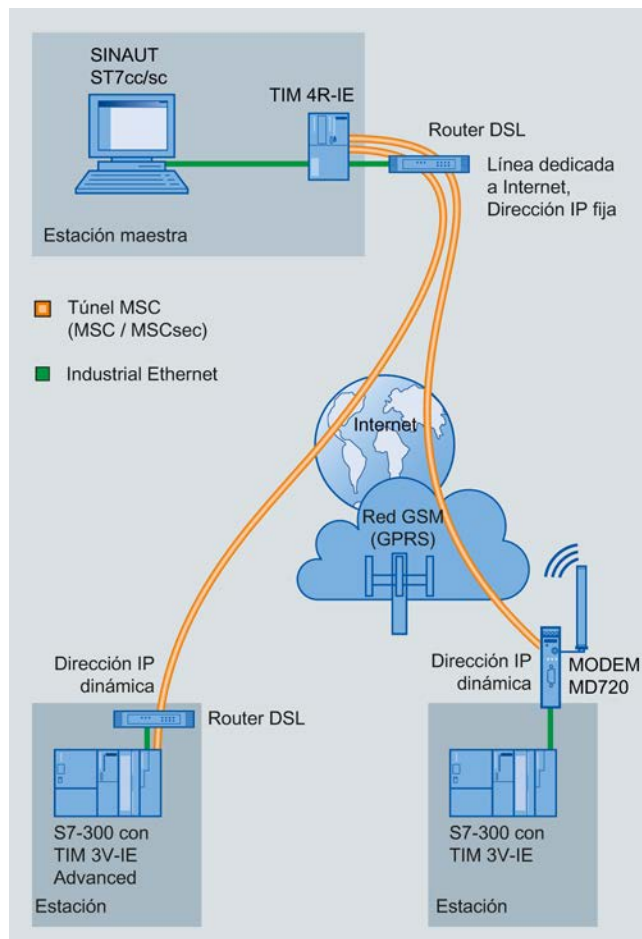 SINAUT
ST7cc/sc
TIM 4R-IE
Router DSL
Línea dedicada
a Internet,
Dirección IP fija
Estación maestra
Túnel MSC
(MSC / MSCsec)
Industrial Ethernet
Internet
Red GSM
(GPRS)
Dirección IP
dinámica
Router DSL
Dirección IP
dinámica
MODEM
MD720
S7-300 con
TIM 3V-IE
Advanced
Estación
S7-300 con
TIM 3V-IE
Estación